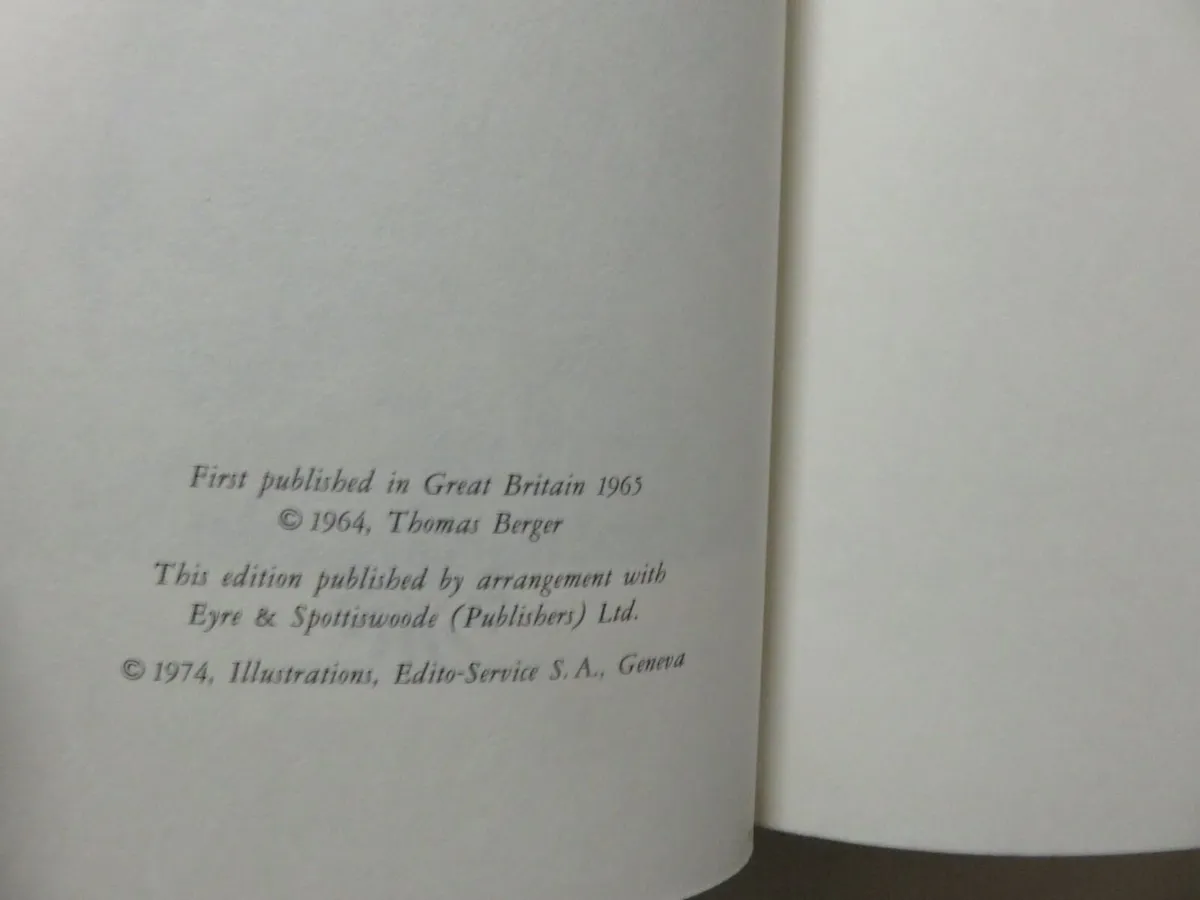 First published in Great Britain 1965
© 1964, Thomas Berger
This edition published by arrangement with
Eyre & Spottiswoode (Publishers) Ltd.
© 1974, Illustrations, Edito-Service S. A., Geneva